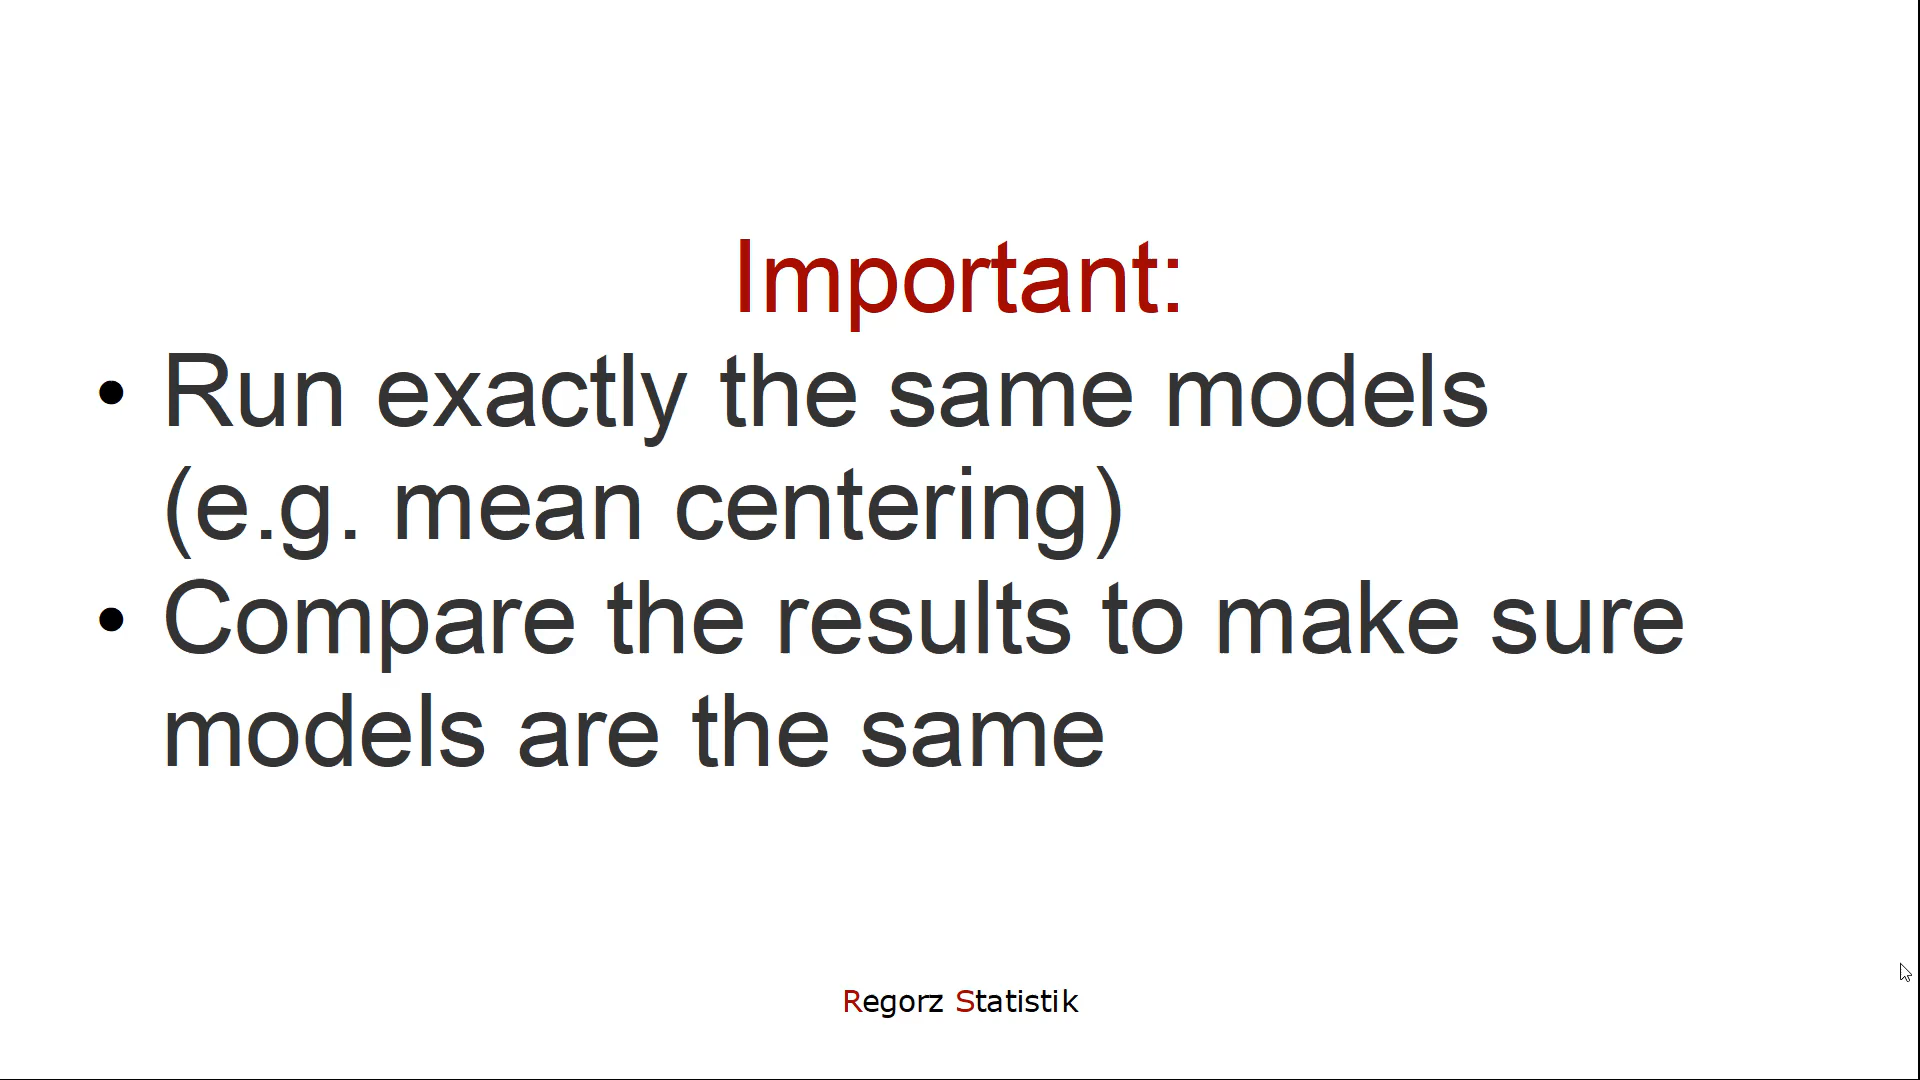 Important:
• Run exactly the same models
(e.g. mean centering)
• Compare the results to make sure
models are the same
Regorz Statistik